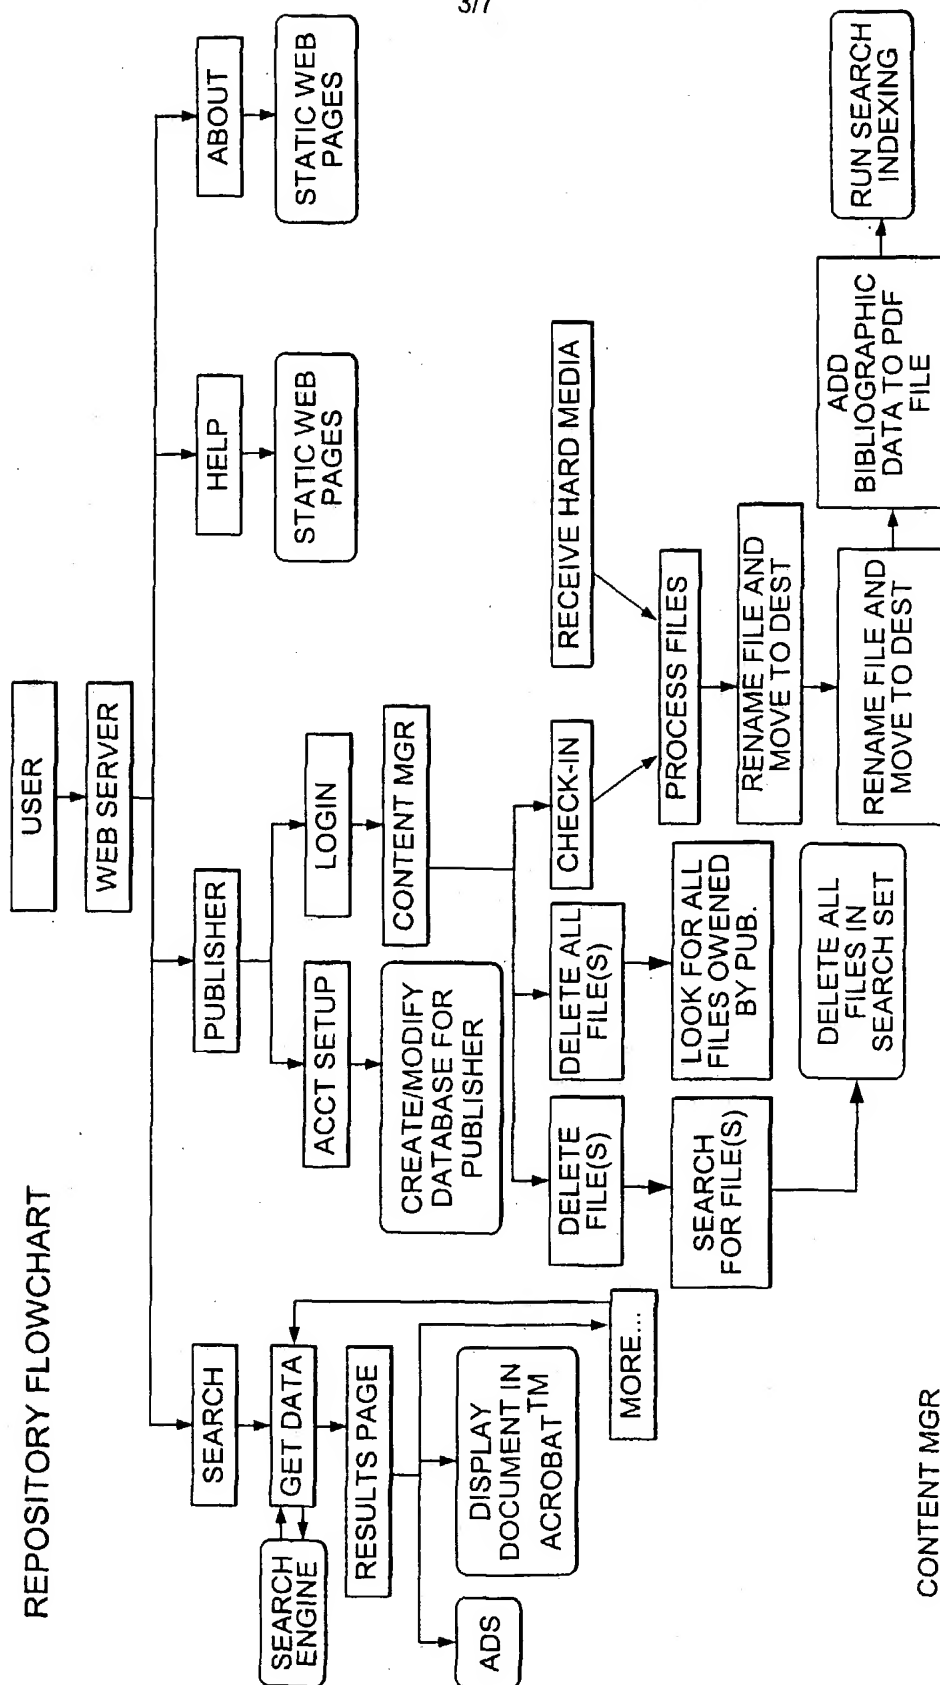 3/7
REPOSITORY FLOWCHART
USER
WEB SERVER
SEARCH
PUBLISHER
HELP
ABOUT
SEARCH
ENGINE
GET DATA
ACCT SETUP
LOGIN
STATIC WEB
PAGES
STATIC WEB
PAGES
RESULTS PAGE
CREATE/MODIFY
DATABASE FOR
PUBLISHER
CONTENT MGR
ADS
DISPLAY
DOCUMENT IN
ACROBAT™
MORE...
DELETE
FILE(S)
DELETE ALL
FILE(S)
CHECK-IN
RECEIVE HARD MEDIA
SEARCH
FOR FILE(S)
LOOK FOR ALL
FILES OWENED
BY PUB.
PROCESS FILES
RENAME FILE AND
MOVE TO DEST
DELETE ALL
FILES IN
SEARCH SET
RENAME FILE AND
MOVE TO DEST
ADD
BIBLIOGRAPHIC
DATA TO PDF
FILE
RUN SEARCH
INDEXING
CONTENT MGR